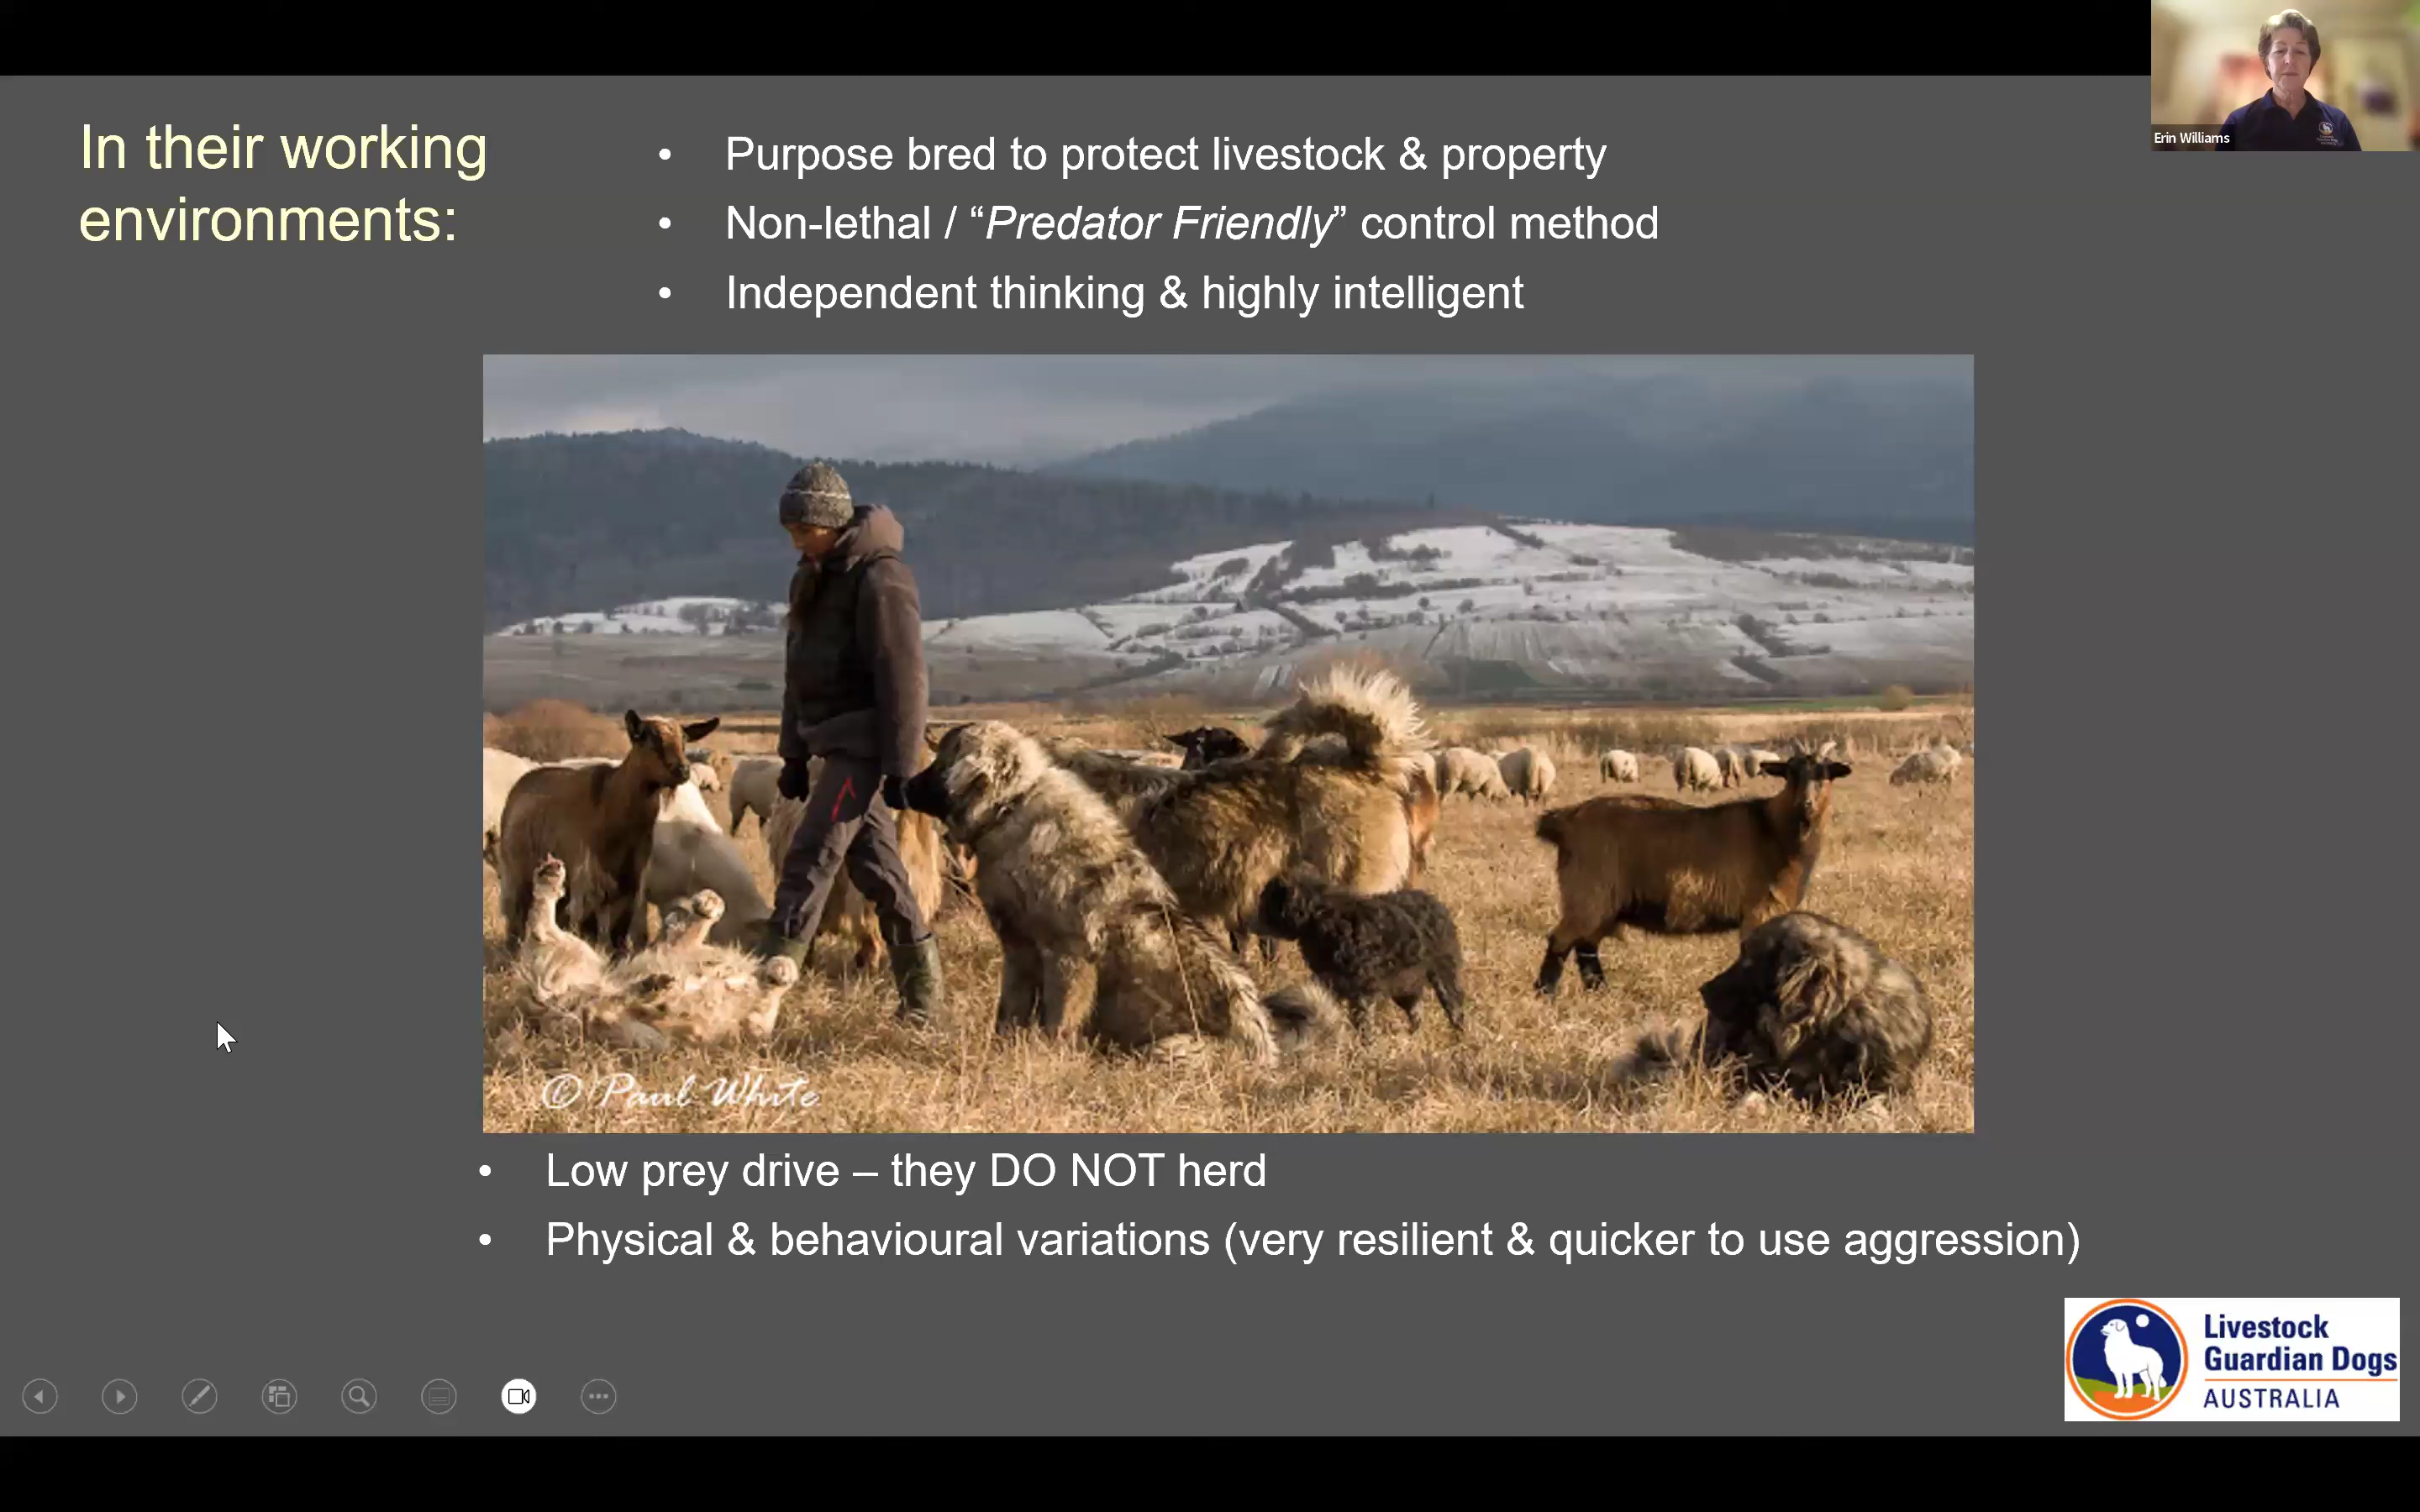 In their working
environments:
• Purpose bred to protect livestock & property
• Non-lethal / “Predator Friendly” control method
• Independent thinking & highly intelligent
Erin Williams
© Paul White
• Low prey drive – they DO NOT herd
• Physical & behavioural variations (very resilient & quicker to use aggression)
Livestock
Guardian Dogs
AUSTRALIA